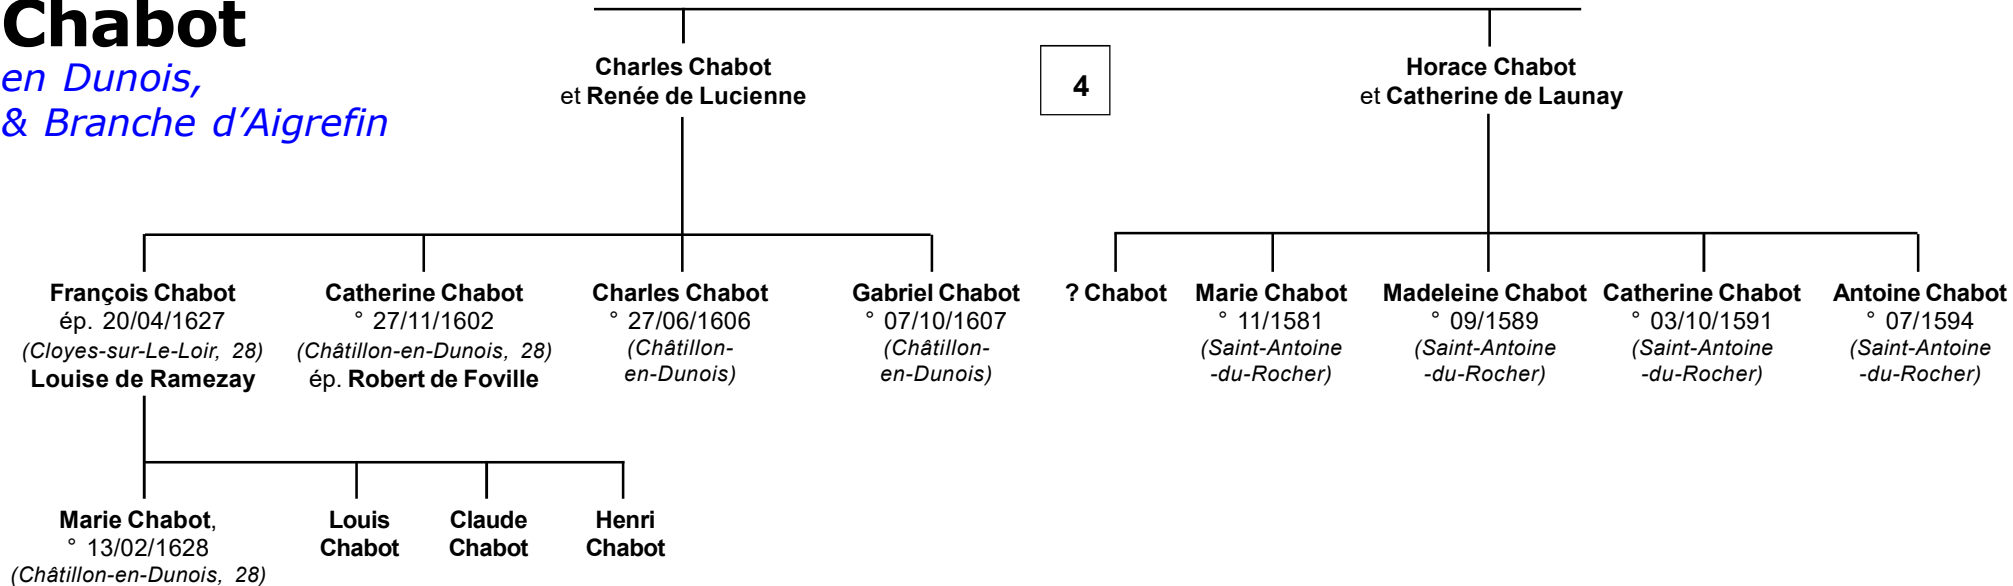 Chabot
en Dunois,
& Branche d’Aigrefin
Charles Chabot
et Renée de Lucienne
4
Horace Chabot
et Catherine de Launay
François Chabot
ép. 20/04/1627
(Cloyes-sur-Le-Loir, 28)
Louise de Ramezay
Catherine Chabot
° 27/11/1602
(Châtillon-en-Dunois, 28)
ép. Robert de Foville
Charles Chabot
° 27/06/1606
(Châtillon-
en-Dunois)
Gabriel Chabot
° 07/10/1607
(Châtillon-
en-Dunois)
? Chabot
Marie Chabot
° 11/1581
(Saint-Antoine
-du-Rocher)
Madeleine Chabot
° 09/1589
(Saint-Antoine
-du-Rocher)
Catherine Chabot
° 03/10/1591
(Saint-Antoine
-du-Rocher)
Antoine Chabot
° 07/1594
(Saint-Antoine
-du-Rocher)
Marie Chabot,
° 13/02/1628
(Châtillon-en-Dunois, 28)
Louis
Chabot
Claude
Chabot
Henri
Chabot